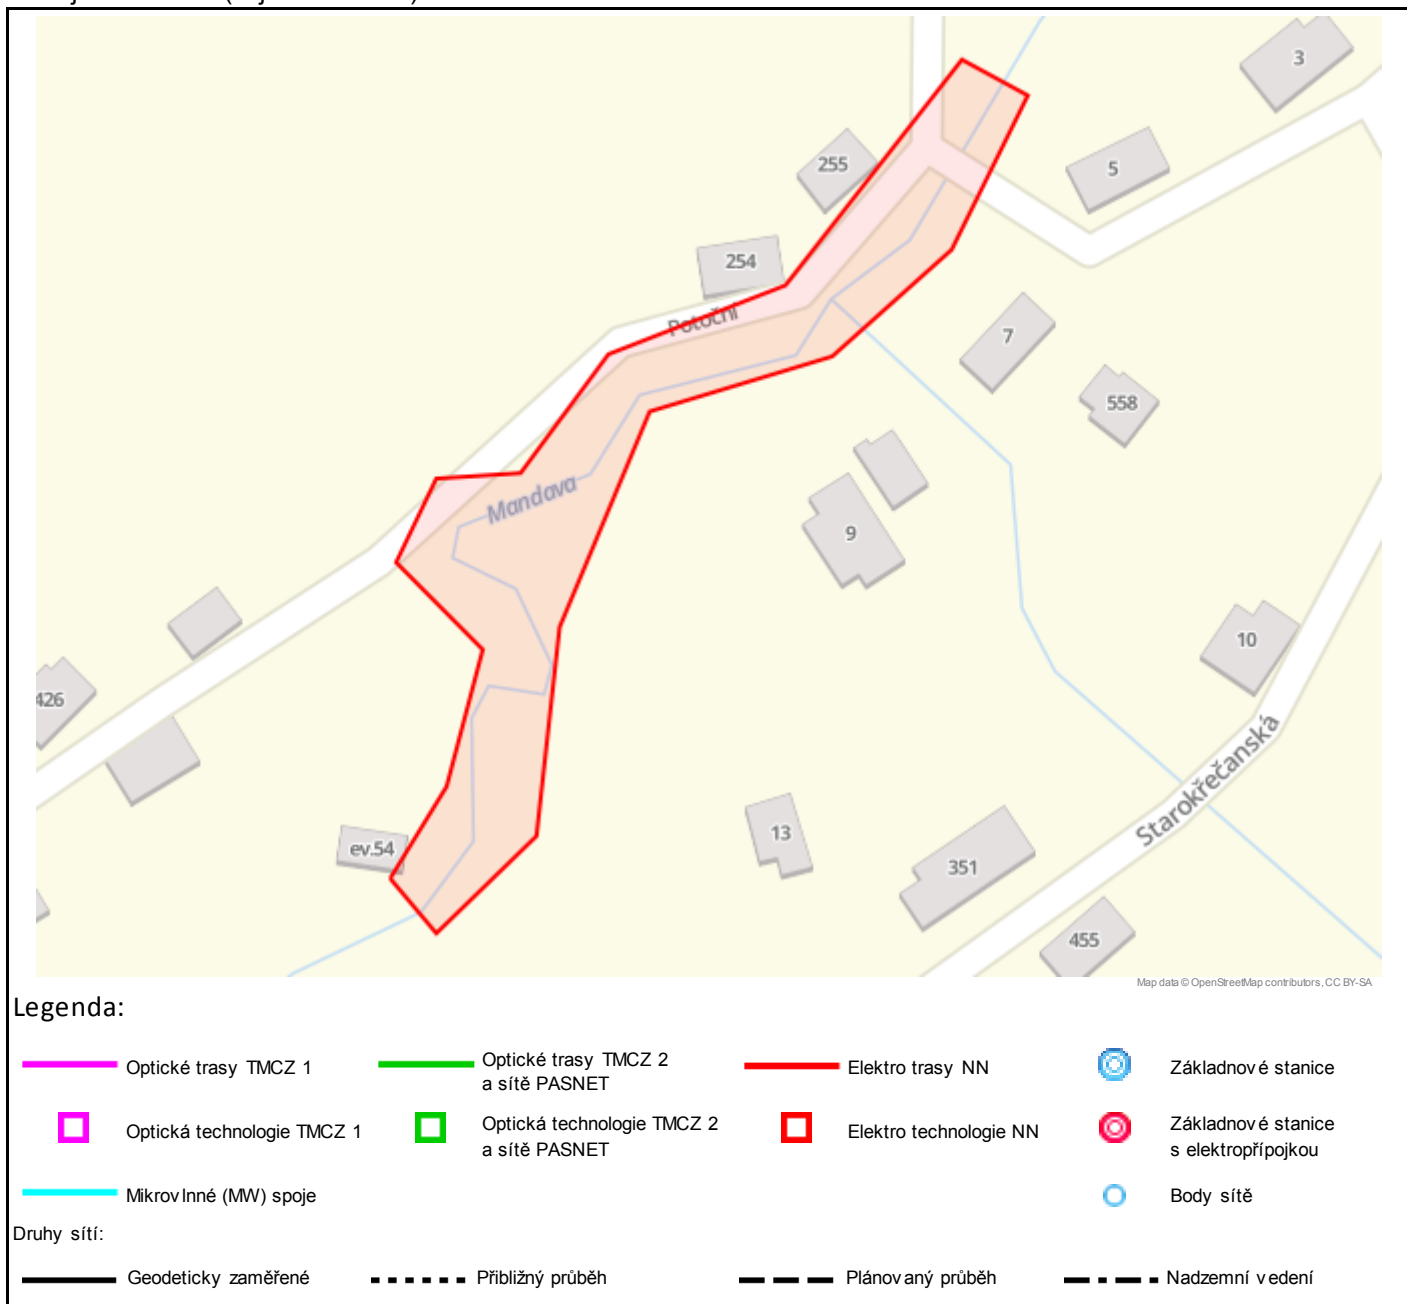 3
255
5
254
Potoční
7
558
Mandava
9
10
426
Starokřečanská
13
ev.54
351
455
Map data © OpenStreetMap contributors, CC BY-SA
Legenda:
Optické trasy TMCZ 1
Optické trasy TMCZ 2
a sítě PASNET
Elektro trasy NN
Základnové stanice
Optická technologie TMCZ 1
Optická technologie TMCZ 2
a sítě PASNET
Elektro technologie NN
Základnové stanice
s elektropřípojkou
Mikrovlnné (MW) spoje
Body sítě
Druhy sítí:
Geodeticky zaměřené
Přibližný průběh
Plánovaný průběh
Nadzemní vedení